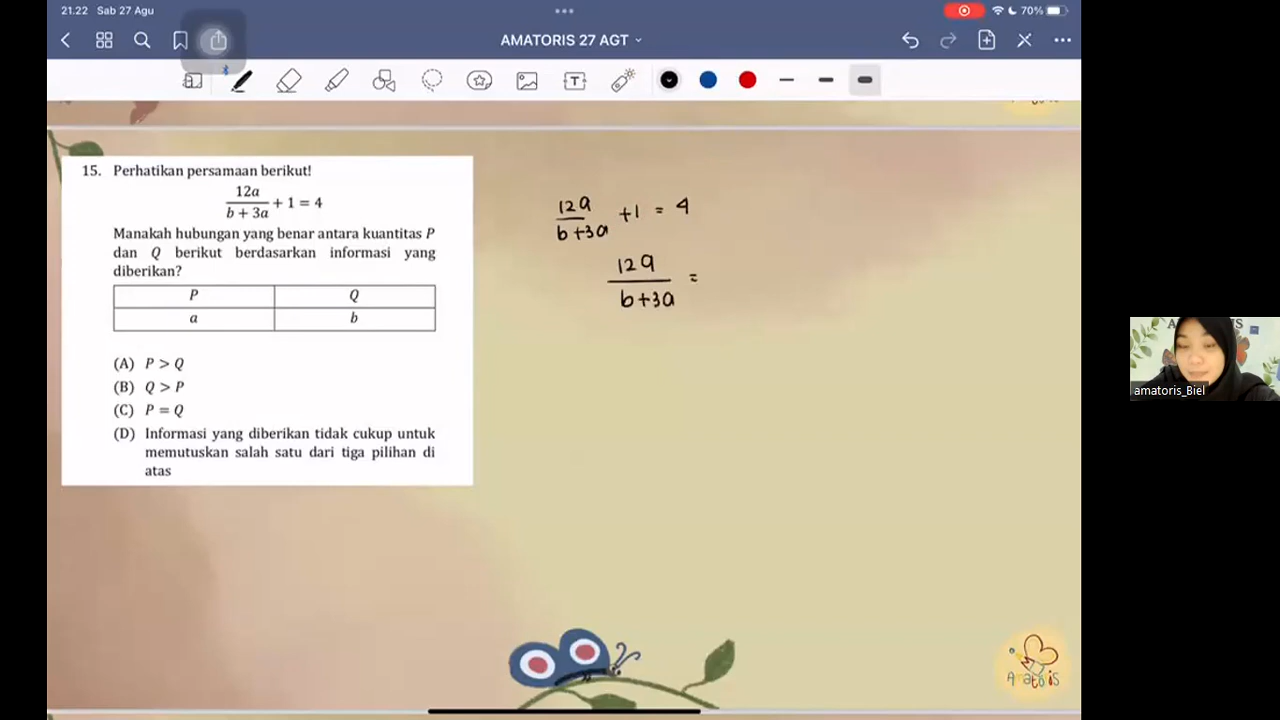 21.22 Sab 27 Agu
70%
AMATORIS 27 AGT
15. Perhatikan persamaan berikut!
12a
b + 3a
+ 1 = 4
Manakah hubungan yang benar antara kuantitas P
dan Q berikut berdasarkan informasi yang
diberikan?
P Q
a b
(A) P > Q
(B) Q > P
(C) P = Q
(D) Informasi yang diberikan tidak cukup untuk
memutuskan salah satu dari tiga pilihan di
atas
12a
b+3a
+1 = 4
12a
b+3a
=
amatoris_Biel
Amatoris